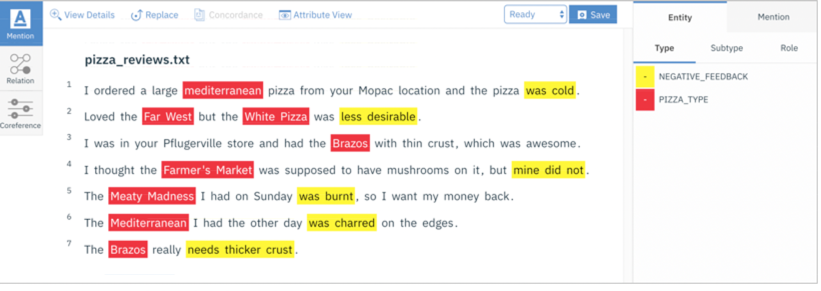 View Details Replace Concordance Attribute View Ready Save
Entity Mention
Mention
Type Subtype Role
pizza_reviews.txt
- NEGATIVE_FEEDBACK
- PIZZA_TYPE
Relation
Coreference
1 I ordered a large mediterranean pizza from your Mopac location and the pizza was cold.
2 Loved the Far West but the White Pizza was less desirable.
3 I was in your Pflugerville store and had the Brazos with thin crust, which was awesome.
4 I thought the Farmer's Market was supposed to have mushrooms on it, but mine did not.
5 The Meaty Madness I had on Sunday was burnt, so I want my money back.
6 The Mediterranean I had the other day was charred on the edges.
7 The Brazos really needs thicker crust.